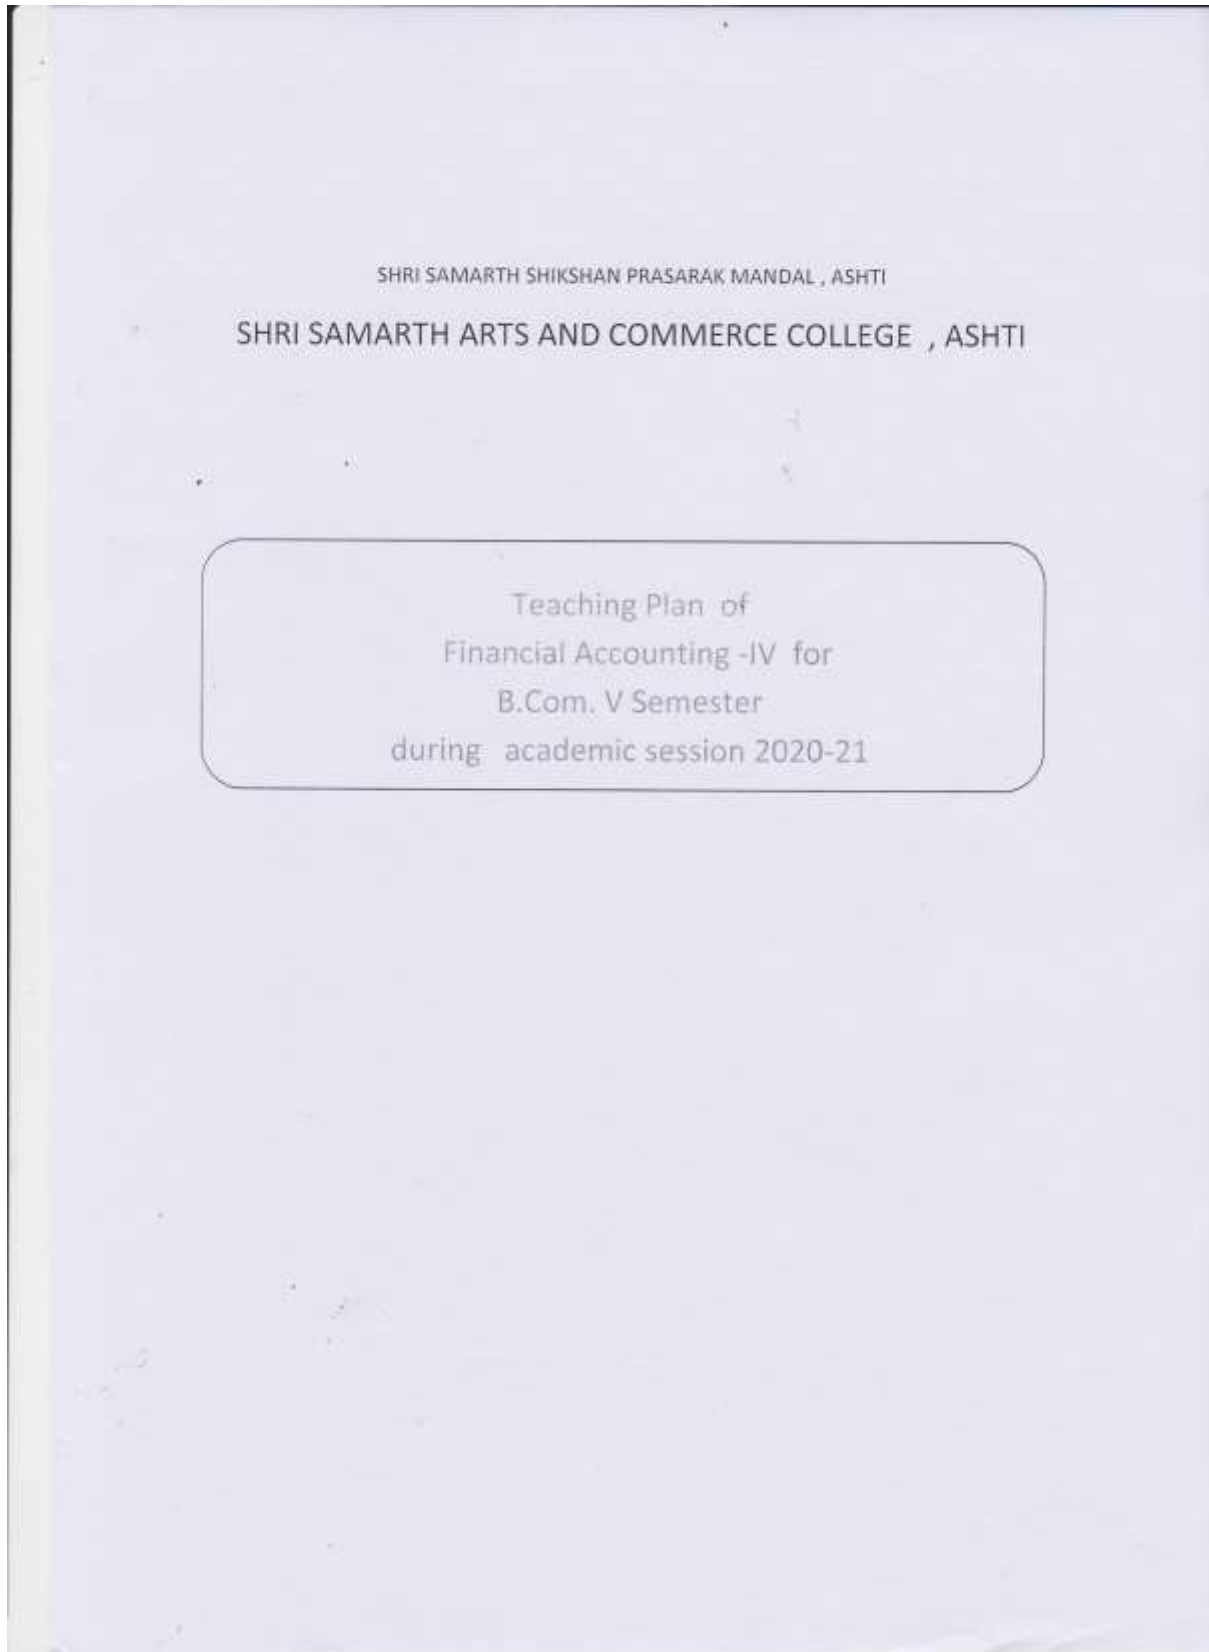 SHRI SAMARTH SHIKSHAN PRASARAK MANDAL , ASHTI
SHRI SAMARTH ARTS AND COMMERCE COLLEGE , ASHTI
Teaching Plan of
Financial Accounting -IV for
B.Com. V Semester
during academic session 2020-21